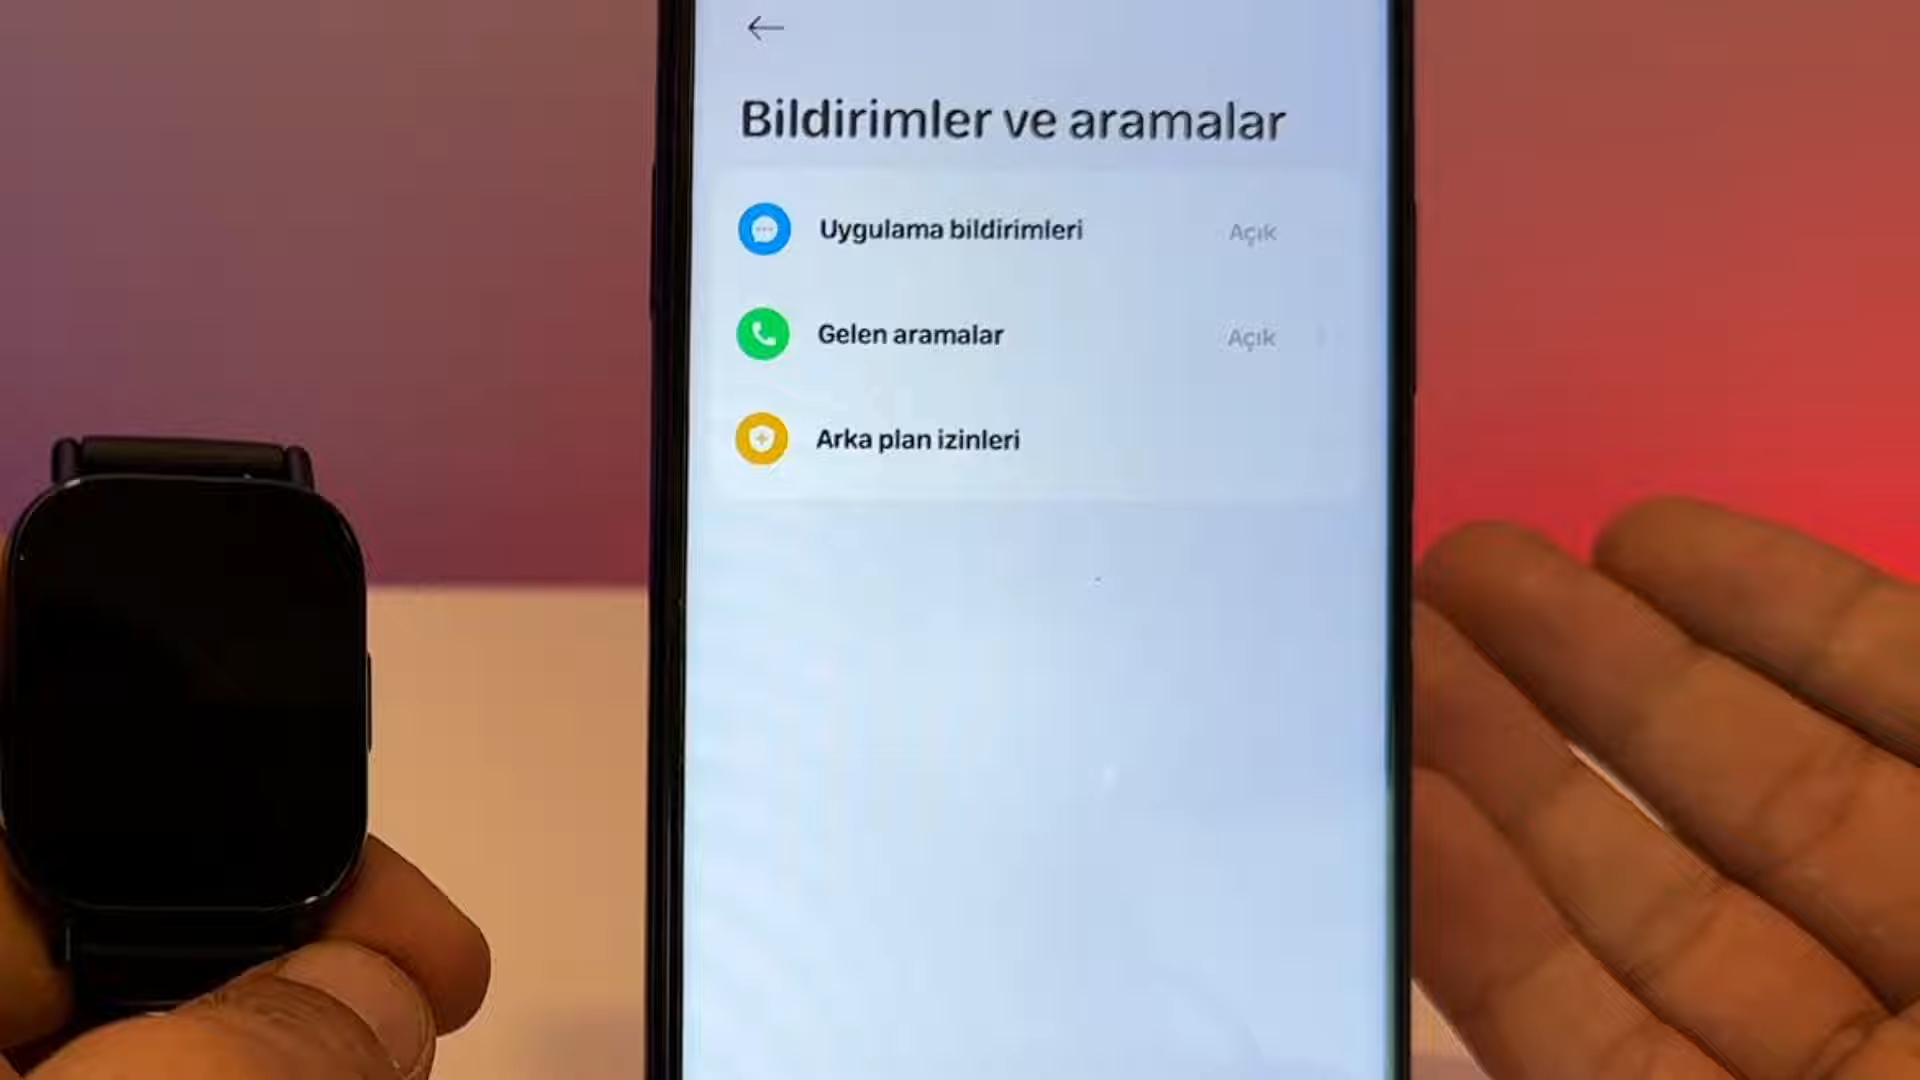 Bildirimler ve aramalar
Uygulama bildirimleri
Açık
Gelen aramalar
Açık
Arka plan izinleri